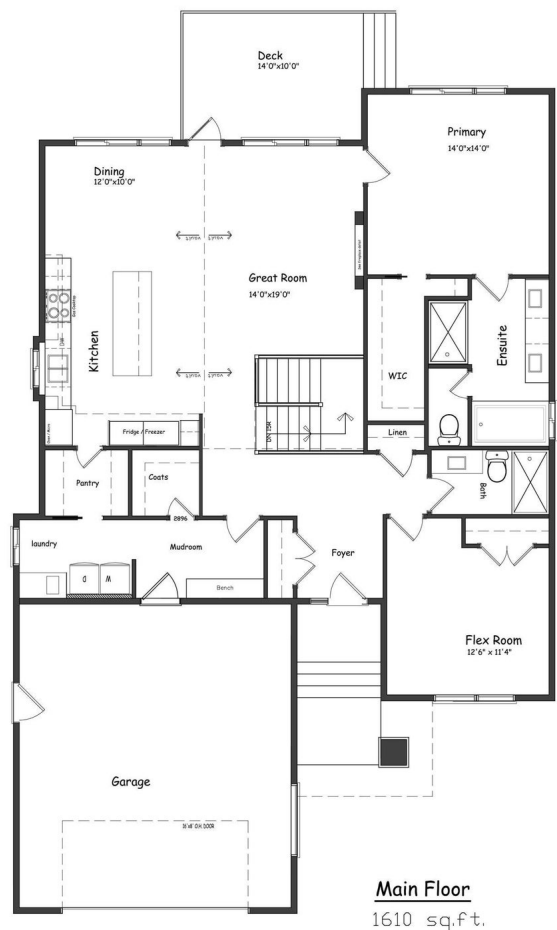 Deck
14'0"x10'0"
Primary
14'0"x14'0"
Dining
12'0"x10'0"
Great Room
14'0"x19'0"
Kitchen
DW
WIC
Ensuite
Fridge / Freezer
Linen
Pantry
Coats
Bath
2896
laundry
Mudroom
Foyer
D
W
Bench
Flex Room
12'6" x 11'4"
Garage
Main Floor
1610 sq.ft.